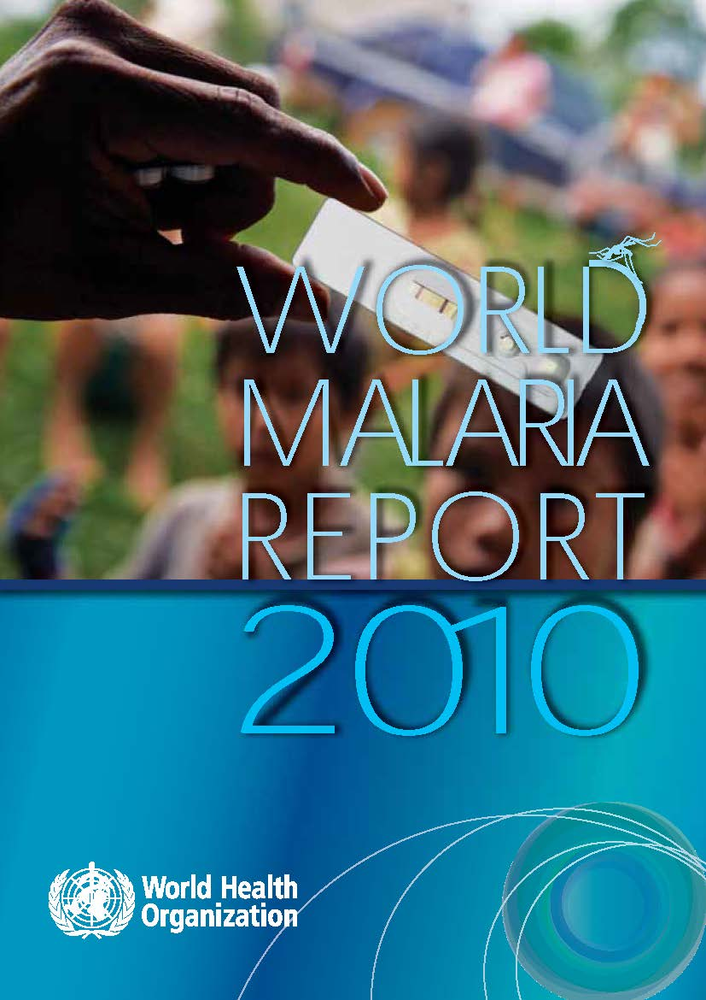 WORLD
MALARIA
REPORT
2010
World Health
Organization